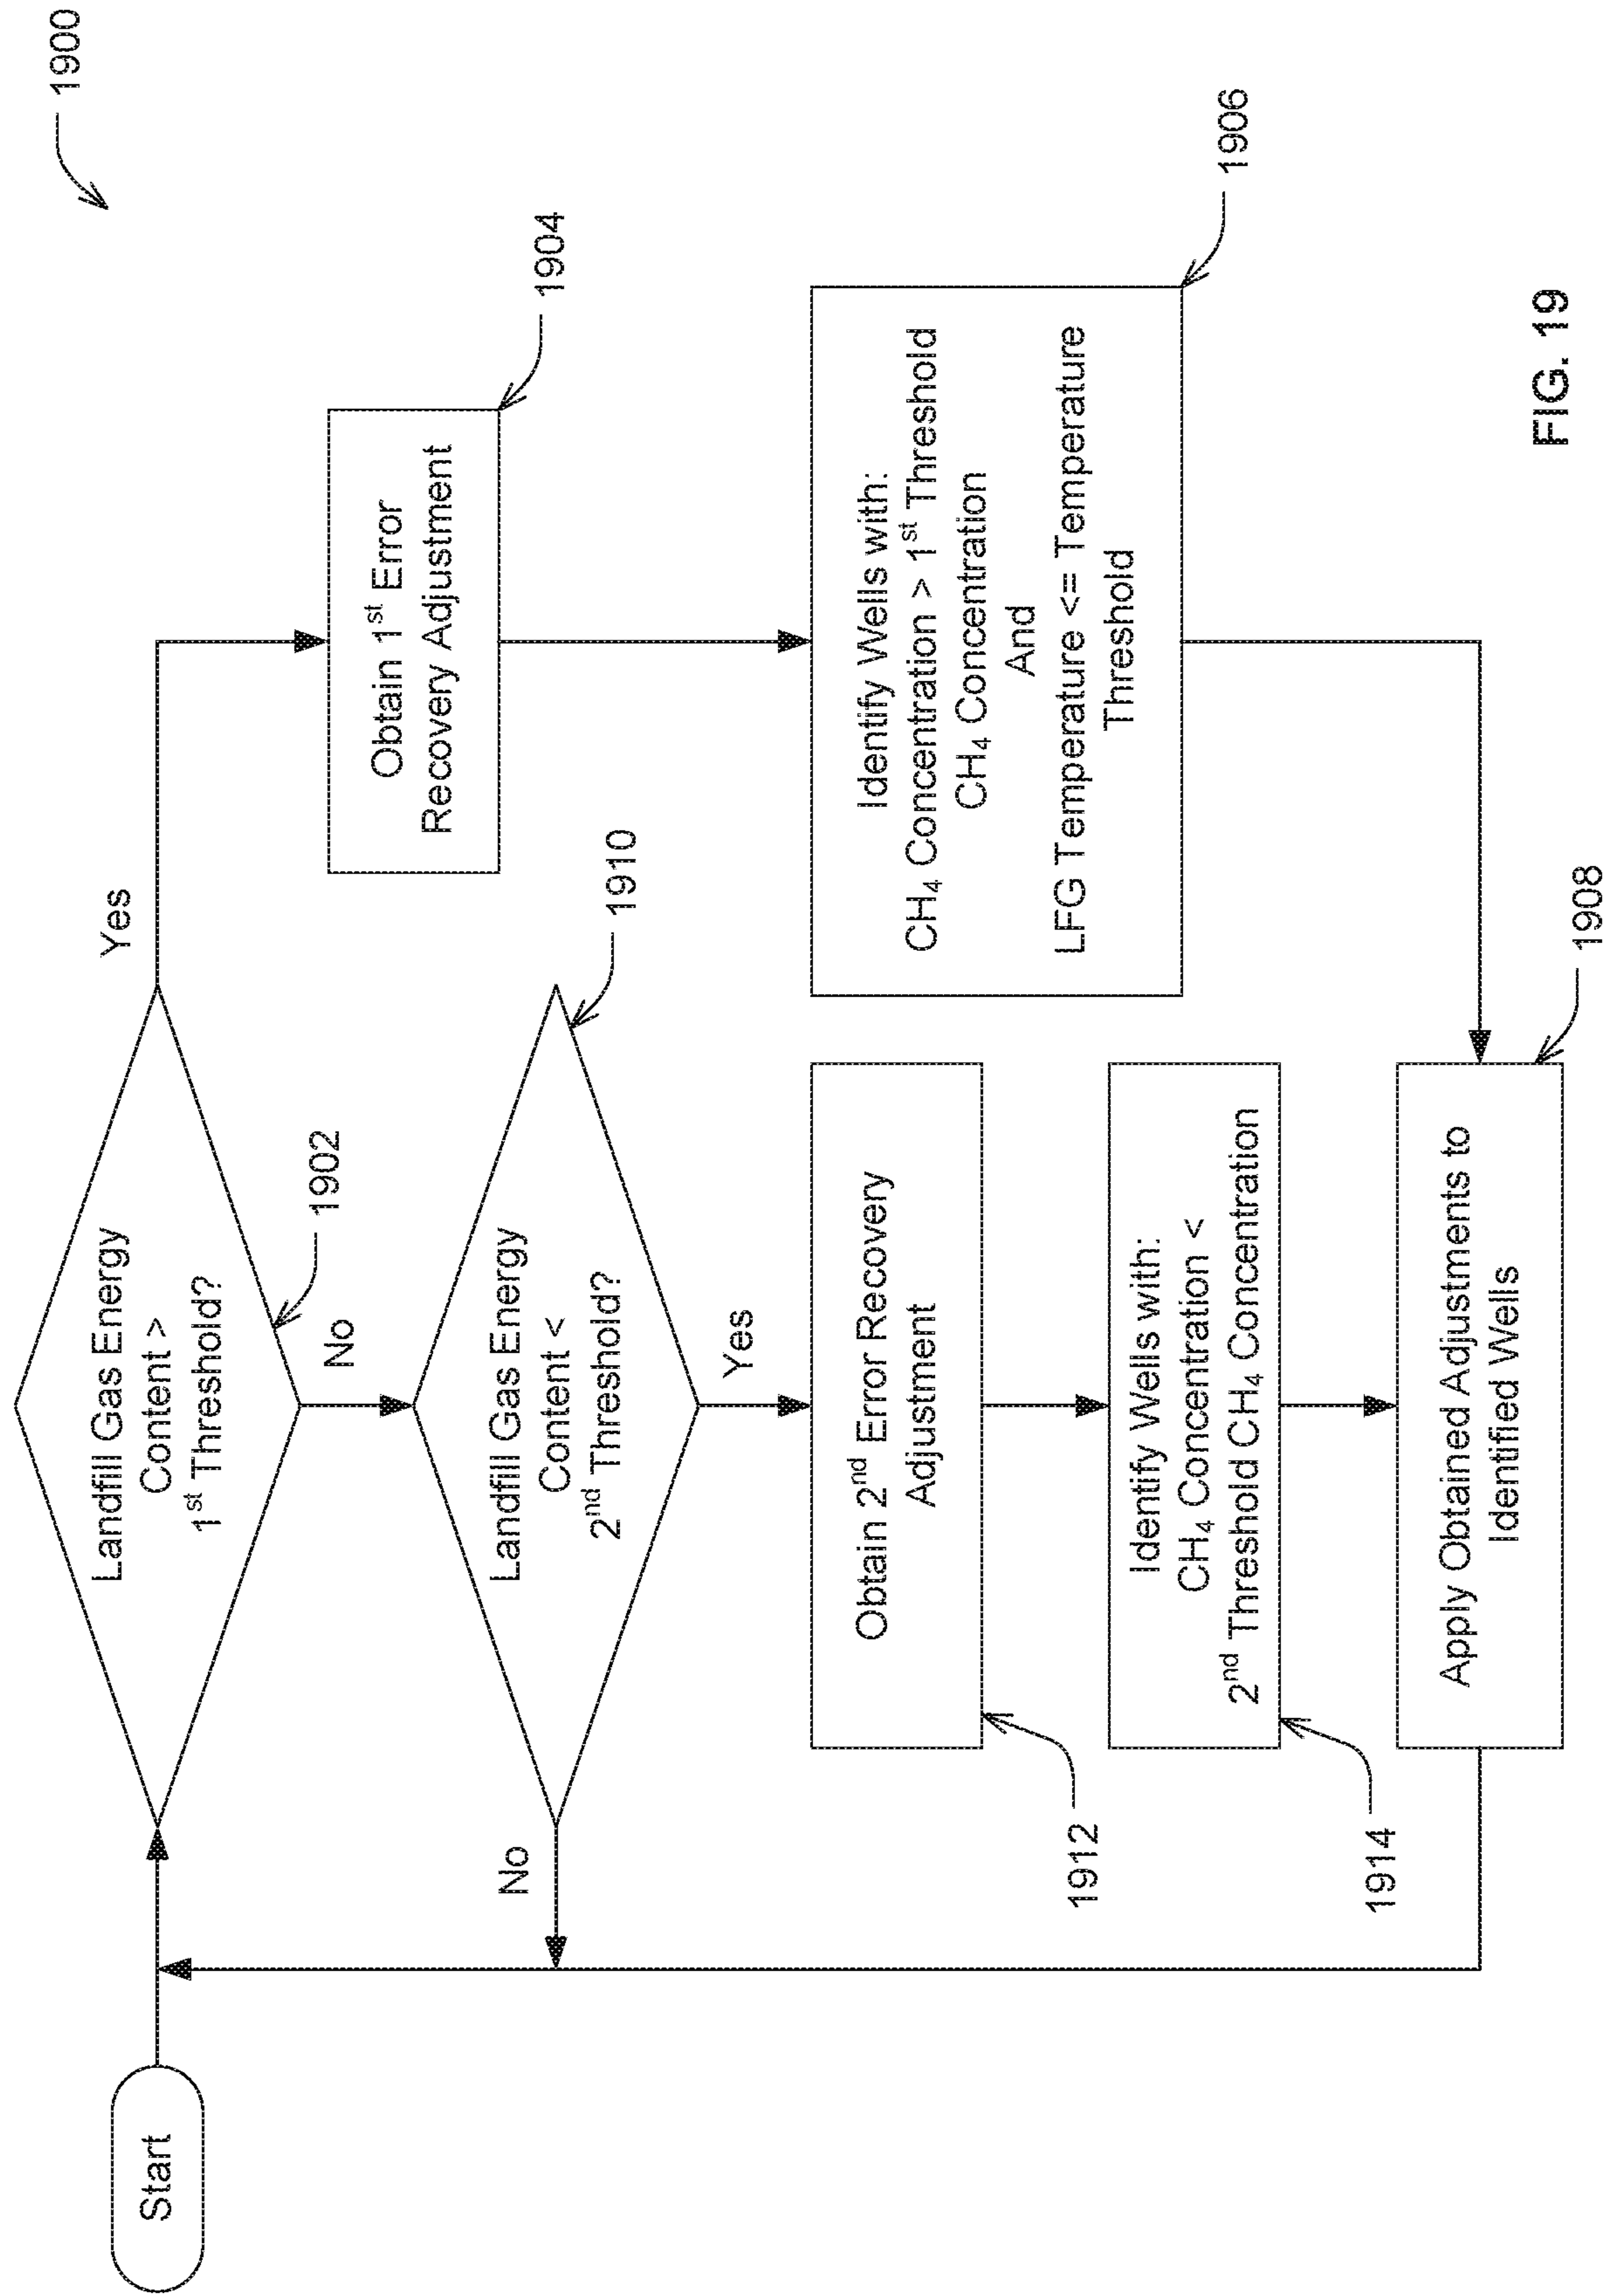 1900
Start
Landfill Gas Energy
Content >
1st Threshold?
1902
Yes
No
Obtain 1st Error
Recovery Adjustment
1904
Landfill Gas Energy
Content <
2nd Threshold?
1910
No
Yes
Identify Wells with:
CH4 Concentration > 1st Threshold
CH4 Concentration
And
LFG Temperature <= Temperature
Threshold
1906
Obtain 2nd Error Recovery
Adjustment
1912
Identify Wells with:
CH4 Concentration <
2nd Threshold CH4 Concentration
1914
Apply Obtained Adjustments to
Identified Wells
1908
FIG. 19